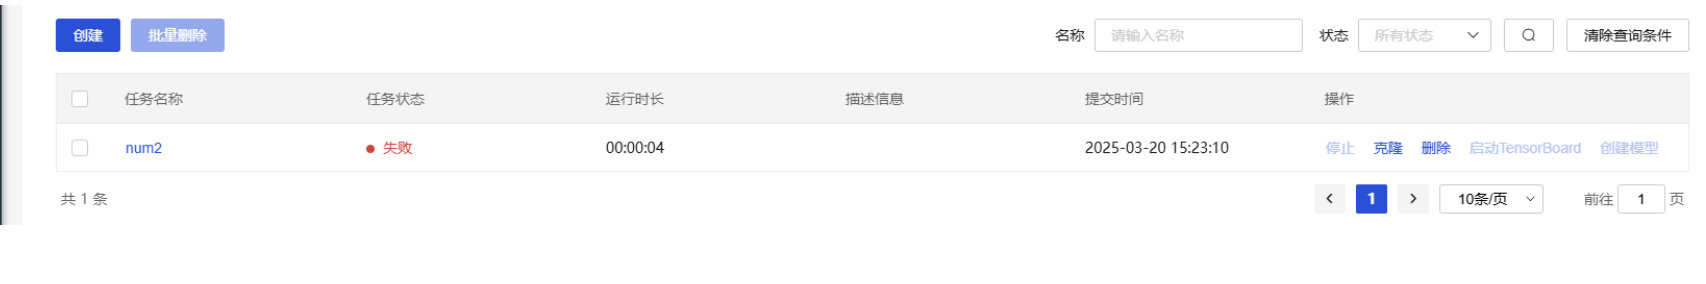 创建 批量删除 名称 请输入名称 状态 所有状态 清除查询条件
任务名称 任务状态 运行时长 描述信息 提交时间 操作
num2 失败 00:00:04 2025-03-20 15:23:10 停止 克隆 删除 启动TensorBoard 创建模型
共 1 条 1 10条/页 前往 1 页